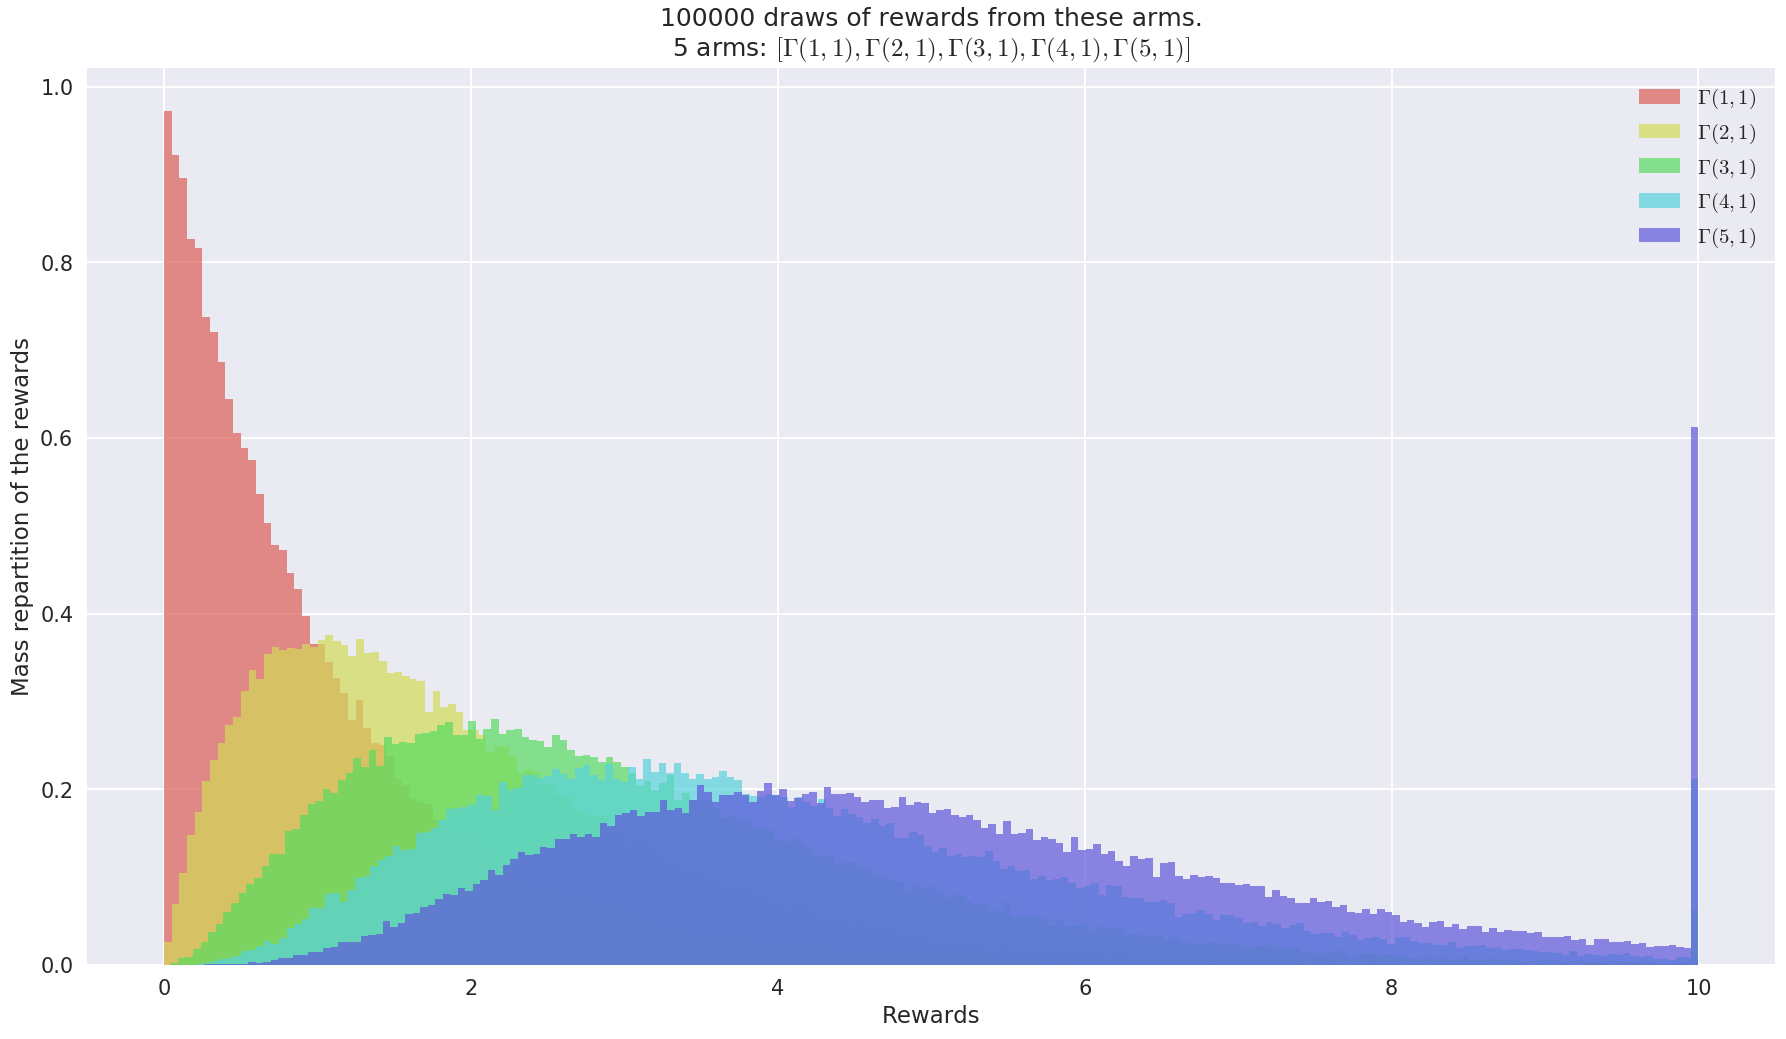 100000 draws of rewards from these arms.
5 arms: [Γ(1, 1), Γ(2, 1), Γ(3, 1), Γ(4, 1), Γ(5, 1)]
Mass repartition of the rewards
1.0
0.8
0.6
0.4
0.2
0.0
Γ(1, 1)
Γ(2, 1)
Γ(3, 1)
Γ(4, 1)
Γ(5, 1)
0 2 4 6 8 10
Rewards